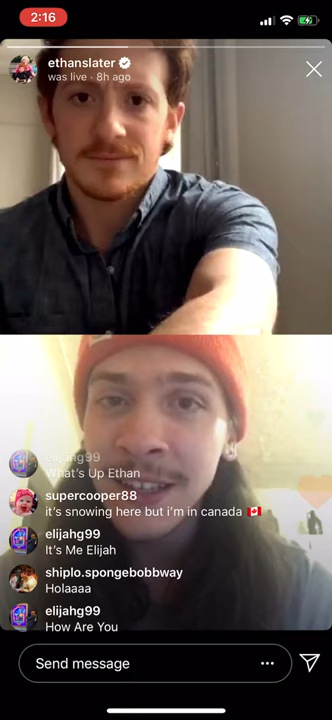 2:16
ethanslater
was live · 8h ago
elijahg99
What's Up Ethan
supercooper88
it's snowing here but i'm in canada 🇨🇦
elijahg99
It's Me Elijah
shiplo.spongebobbway
Holaaaa
elijahg99
How Are You
Send message